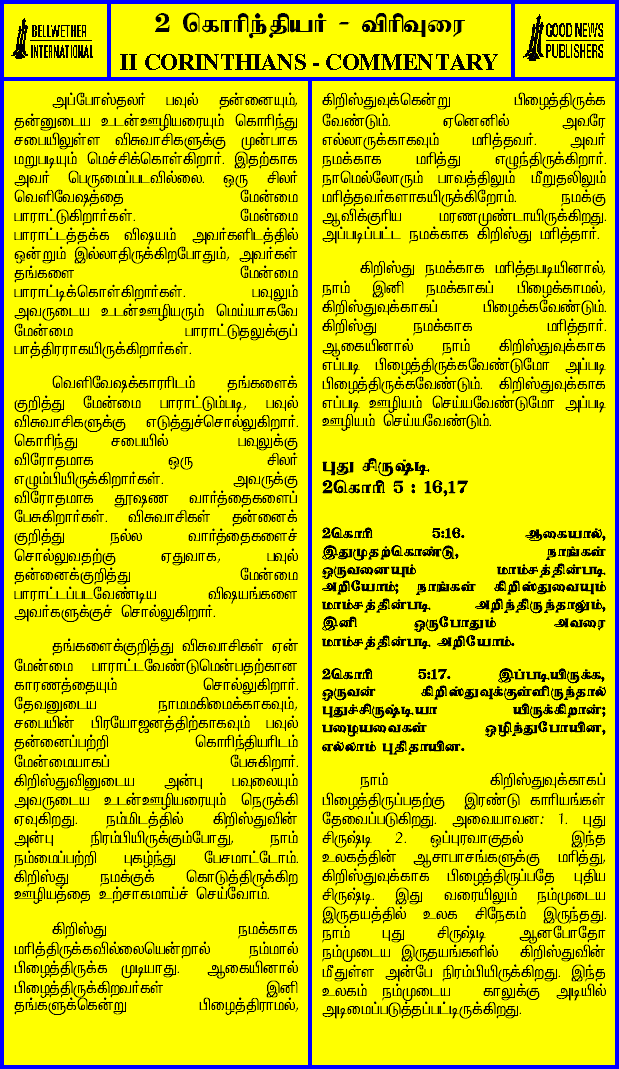 BELLWETHER
INTERNATIONAL
2 கொரிந்தியர் - விரிவுரை
II CORINTHIANS - COMMENTARY
GOOD NEWS
PUBLISHERS
அப்போஸ்தலர் பவுல் தன்னையும்,
தன்னுடைய உடன்ஊழியரையும் கொரிந்து
சபையிலுள்ள விசுவாசிகளுக்கு முன்பாக
மறுபடியும் மெச்சிக்கொள்கிறார். இதற்காக
அவர் பெருமைப்படவில்லை. ஒரு சிலர்
வெளிவேஷத்தை மேன்மை
பாராட்டுகிறார்கள். மேன்மை
பாராட்டத்தக்க விஷயம் அவர்களிடத்தில்
ஒன்றும் இல்லாதிருக்கிறபோதும், அவர்கள்
தங்களை மேன்மை
பாராட்டிக்கொள்கிறார்கள். பவுலும்
அவருடைய உடன்ஊழியரும் மெய்யாகவே
மேன்மை பாராட்டுதலுக்குப்
பாத்திரராகயிருக்கிறார்கள்.
வெளிவேஷக்காரரிடம் தங்களைக்
குறித்து மேன்மை பாராட்டும்படி, பவுல்
விசுவாசிகளுக்கு எடுத்துச்சொல்லுகிறார்.
கொரிந்து சபையில் பவுலுக்கு
விரோதமாக ஒரு சிலர்
எழும்பியிருக்கிறார்கள். அவருக்கு
விரோதமாக தூஷண வார்த்தைகளைப்
பேசுகிறார்கள். விசுவாசிகள் தன்னைக்
குறித்து நல்ல வார்த்தைகளைச்
சொல்லுவதற்கு ஏதுவாக, பவுல்
தன்னைக்குறித்து மேன்மை
பாராட்டப்படவேண்டிய விஷயங்களை
அவர்களுக்குச் சொல்லுகிறார்.
தங்களைக்குறித்து விசுவாசிகள் ஏன்
மேன்மை பாராட்டவேண்டுமென்பதற்கான
காரணத்தையும் சொல்லுகிறார்.
தேவனுடைய நாமமகிமைக்காகவும்,
சபையின் பிரயோஜனத்திற்காகவும் பவுல்
தன்னைப்பற்றி கொரிந்தியரிடம்
மேன்மையாகப் பேசுகிறார்.
கிறிஸ்துவினுடைய அன்பு பவுலையும்
அவருடைய உடன்ஊழியரையும் நெருக்கி
ஏவுகிறது. நம்மிடத்தில் கிறிஸ்துவின்
அன்பு நிரம்பியிருக்கும்போது, நாம்
நம்மைப்பற்றி புகழ்ந்து பேசமாட்டோம்.
கிறிஸ்து நமக்குக் கொடுத்திருக்கிற
ஊழியத்தை உற்சாகமாய்ச் செய்வோம்.
கிறிஸ்து நமக்காக
மரித்திருக்கவில்லையென்றால் நம்மால்
பிழைத்திருக்க முடியாது. ஆகையினால்
பிழைத்திருக்கிறவர்கள் இனி
தங்களுக்கென்று பிழைத்திராமல்,
கிறிஸ்துவுக்கென்று பிழைத்திருக்க
வேண்டும். ஏனெனில் அவரே
எல்லாருக்காகவும் மரித்தவர். அவர்
நமக்காக மரித்து எழுந்திருக்கிறார்.
நாமெல்லோரும் பாவத்திலும் மீறுதலிலும்
மரித்தவர்களாகயிருக்கிறோம். நமக்கு
ஆவிக்குரிய மரணமுண்டாயிருக்கிறது.
அப்படிப்பட்ட நமக்காக கிறிஸ்து மரித்தார்.
கிறிஸ்து நமக்காக மரித்தபடியினால்,
நாம் இனி நமக்காகப் பிழைக்காமல்,
கிறிஸ்துவுக்காகப் பிழைக்கவேண்டும்.
கிறிஸ்து நமக்காக மரித்தார்.
ஆகையினால் நாம் கிறிஸ்துவுக்காக
எப்படி பிழைத்திருக்கவேண்டுமோ அப்படி
பிழைத்திருக்கவேண்டும். கிறிஸ்துவுக்காக
எப்படி ஊழியம் செய்யவேண்டுமோ அப்படி
ஊழியம் செய்யவேண்டும்.
புது சிருஷ்டி
2கொரி 5 : 16,17
2கொரி 5:16. ஆகையால்,
இதுமுதற்கொண்டு, நாங்கள்
ஒருவனையும் மாம்சத்தின்படி
அறியோம்; நாங்கள் கிறிஸ்துவையும்
மாம்சத்தின்படி அறிந்திருந்தாலும்,
இனி ஒருபோதும் அவரை
மாம்சத்தின்படி அறியோம்.
2கொரி 5:17. இப்படியிருக்க,
ஒருவன் கிறிஸ்துவுக்குள்ளிருந்தால்
புதுச்சிருஷ்டியா யிருக்கிறான்;
பழையவைகள் ஒழிந்துபோயின,
எல்லாம் புதிதாயின.
நாம் கிறிஸ்துவுக்காகப்
பிழைத்திருப்பதற்கு இரண்டு காரியங்கள்
தேவைப்படுகிறது. அவையாவன: 1. புது
சிருஷ்டி 2. ஒப்புரவாகுதல் இந்த
உலகத்தின் ஆசாபாசங்களுக்கு மரித்து,
கிறிஸ்துவுக்காக பிழைத்திருப்பதே புதிய
சிருஷ்டி. இது வரையிலும் நம்முடைய
இருதயத்தில் உலக சிநேகம் இருந்தது.
நாம் புது சிருஷ்டி ஆனபோதோ
நம்முடைய இருதயங்களில் கிறிஸ்துவின்
மீதுள்ள அன்பே நிரம்பியிருக்கிறது. இந்த
உலகம் நம்முடைய காலுக்கு அடியில்
அடிமைப்படுத்தப்பட்டிருக்கிறது.